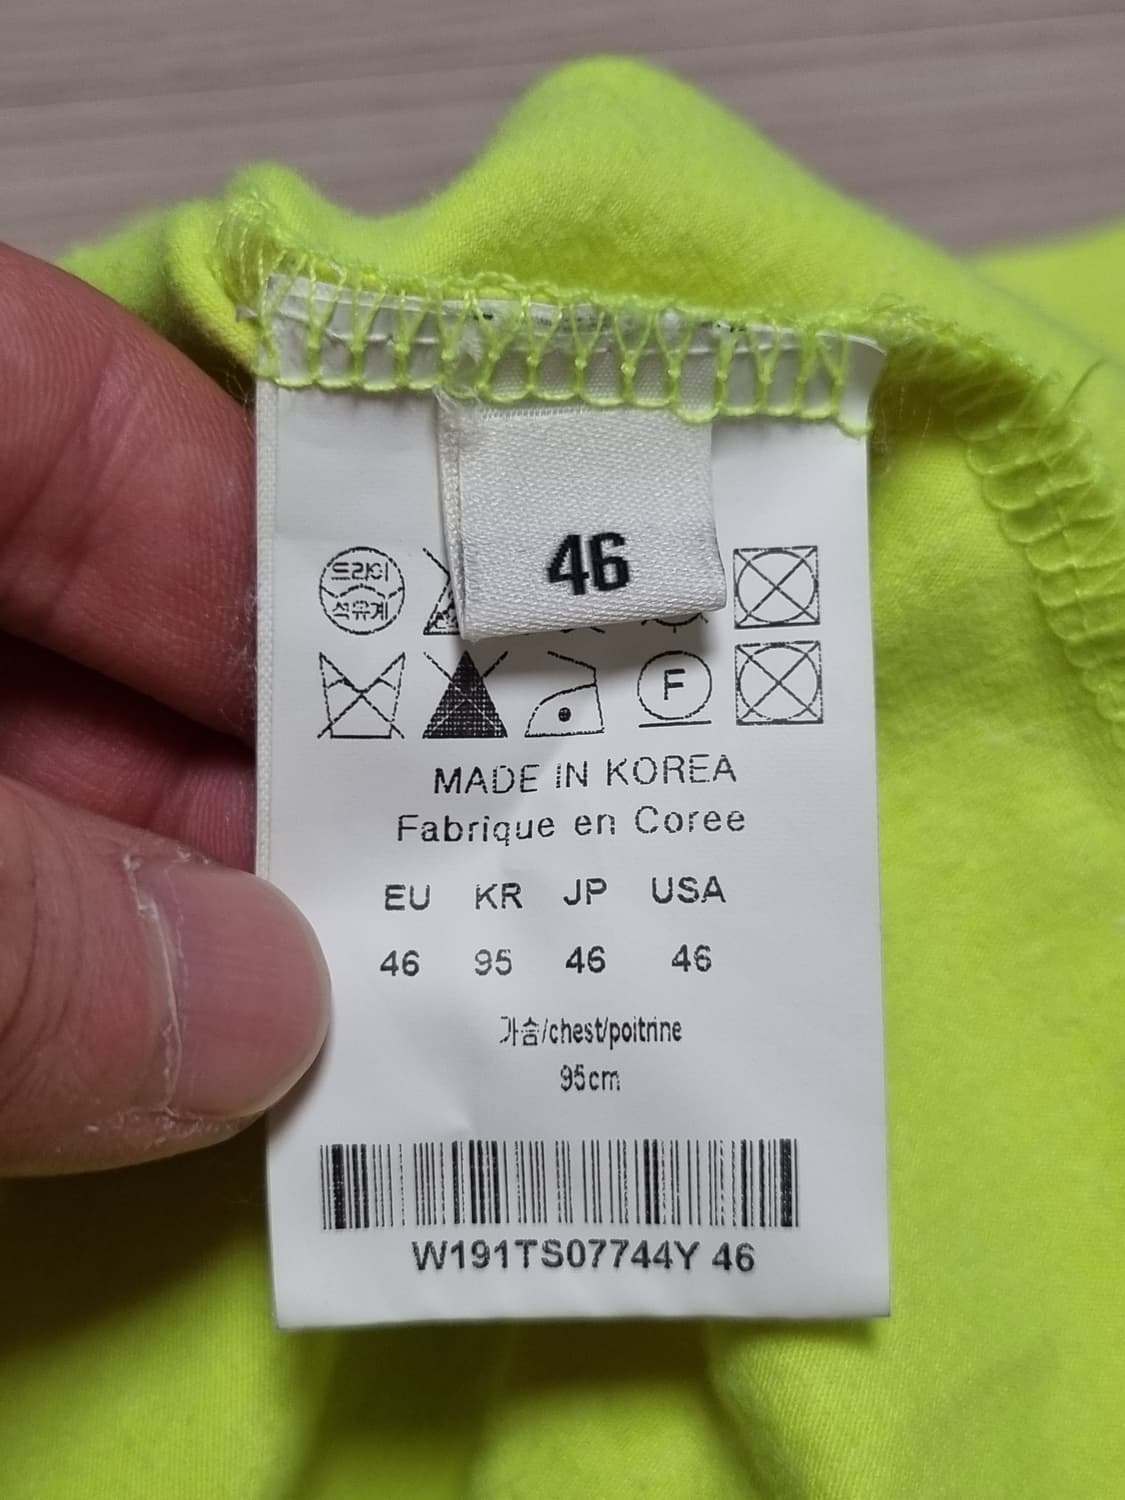 46
드라이
석유계
F
MADE IN KOREA
Fabrique en Coree
EU KR JP USA
46 95 46 46
가슴/chest/poitrine
95cm
W191TS07744Y 46